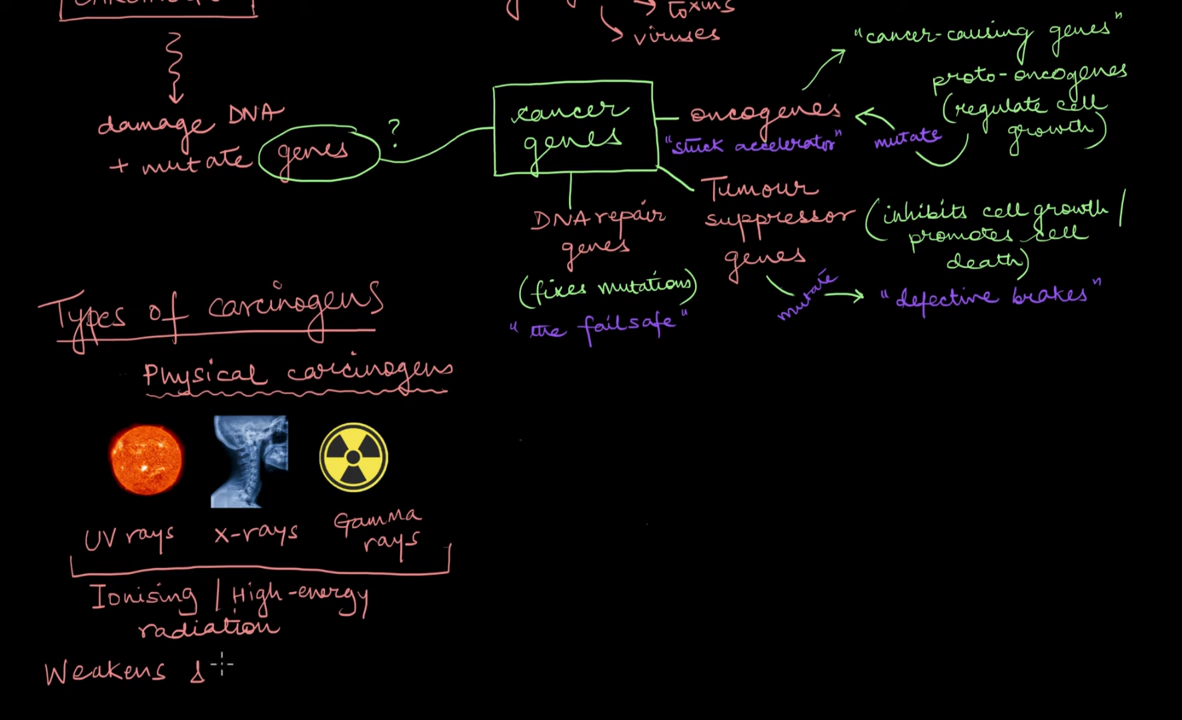 toxins
viruses
damage DNA
+ mutate genes
?
cancer
genes
oncogenes
"stuck accelerator"
"cancer-causing genes"
proto-oncogenes
(regulate cell
growth)
mutate
Tumour
suppressor
genes
(inhibits cell growth /
promotes cell
death)
mutate
"defective brakes"
DNA repair
genes
(fixes mutations)
"the failsafe"
Types of carcinogens
Physical carcinogens
UV rays
X-rays
Gamma
rays
Ionising / High-energy
radiation
Weakens